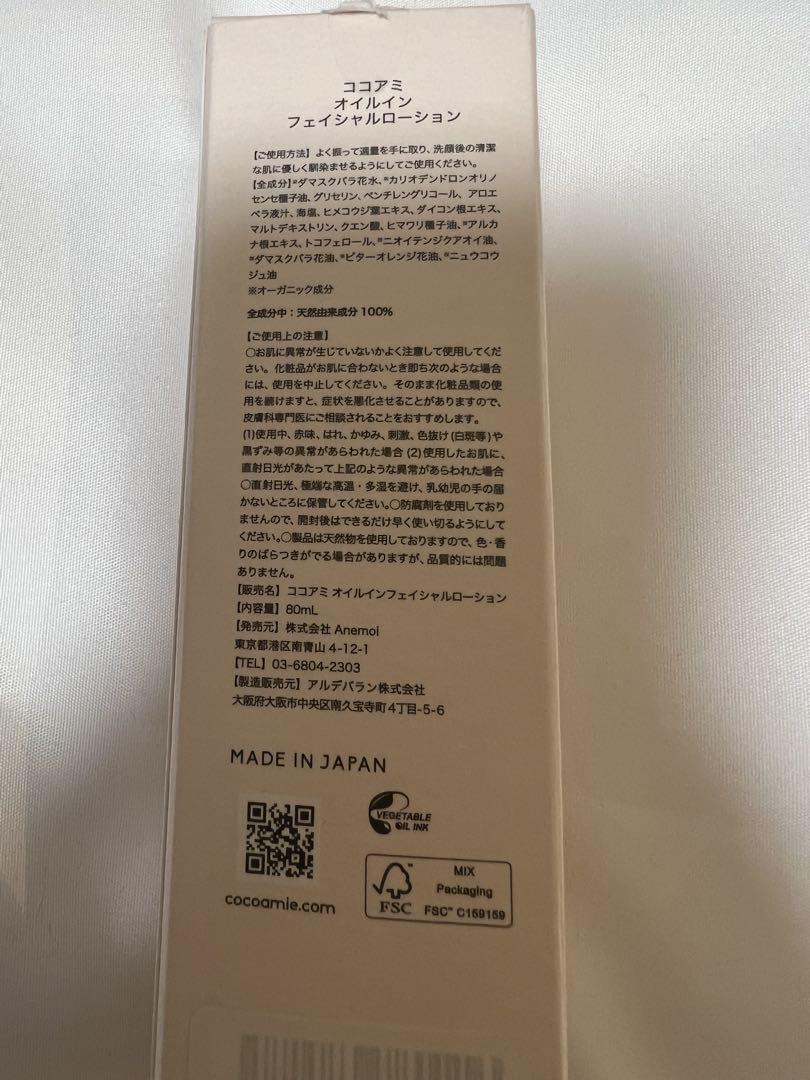 ココアミ
オイルイン
フェイシャルローション
【ご使用方法】よく振って適量を手に取り、洗顔後の清潔
な肌に優しく馴染ませるようにしてご使用ください。
【全成分】※ダマスクバラ花水、※カリオデンドロンオリノ
センセ種子油、グリセリン、ペンチレングリコール、アロエ
ベラ液汁、海塩、ヒメコウジ葉エキス、ダイコン根エキス、
マルトデキストリン、クエン酸、ヒマワリ種子油、※アルカ
ナ根エキス、トコフェロール、※ニオイテンジクアオイ油、
※ダマスクバラ花油、※ビターオレンジ花油、※ニュウコウ
ジュ油
※オーガニック成分
全成分中：天然由来成分100%
【ご使用上の注意】
○お肌に異常が生じていないかよく注意して使用してくだ
さい。化粧品がお肌に合わないとき即ち次のような場合
には、使用を中止してください。そのまま化粧品類の使
用を続けますと、症状を悪化させることがありますので、
皮膚科専門医にご相談されることをおすすめします。
(1)使用中、赤味、はれ、かゆみ、刺激、色抜け(白斑等)や
黒ずみ等の異常があらわれた場合 (2)使用したお肌に、
直射日光があたって上記のような異常があらわれた場合
○直射日光、極端な高温・多湿を避け、乳幼児の手の届
かないところに保管してください。○防腐剤を使用しており
ませんので、開封後はできるだけ早く使い切るようにして
ください。○製品は天然物を使用しておりますので、色・香
りのばらつきがでる場合がありますが、品質的には問題
ありません。
【販売名】ココアミ オイルインフェイシャルローション
【内容量】80mL
【発売元】株式会社 Anemoi
東京都港区南青山 4-12-1
【TEL】03-6804-2303
【製造販売元】アルデバラン株式会社
大阪府大阪市中央区南久宝寺町4丁目-5-6
MADE IN JAPAN
VEGETABLE
OIL INK
cocoamie.com
FSC
MIX
Packaging
FSC™ C159159